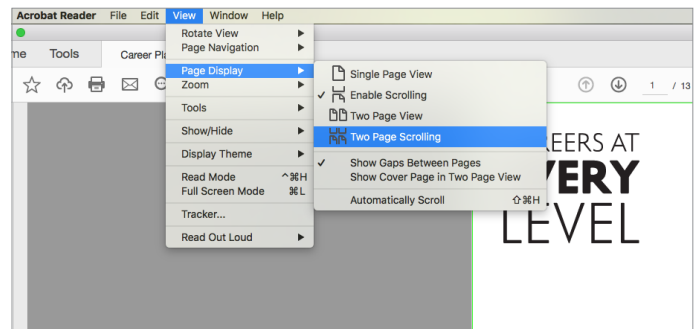 Acrobat Reader File Edit View Window Help
Tools Career Pl
1 / 13
Rotate View
Page Navigation
Page Display
Zoom
Tools
Show/Hide
Display Theme
Read Mode ^⌘H
Full Screen Mode ⌘L
Tracker...
Read Out Loud
Single Page View
✓ Enable Scrolling
Two Page View
Two Page Scrolling
✓ Show Gaps Between Pages
Show Cover Page in Two Page View
Automatically Scroll ⇧⌘H
EERS AT
VERY
LEVEL